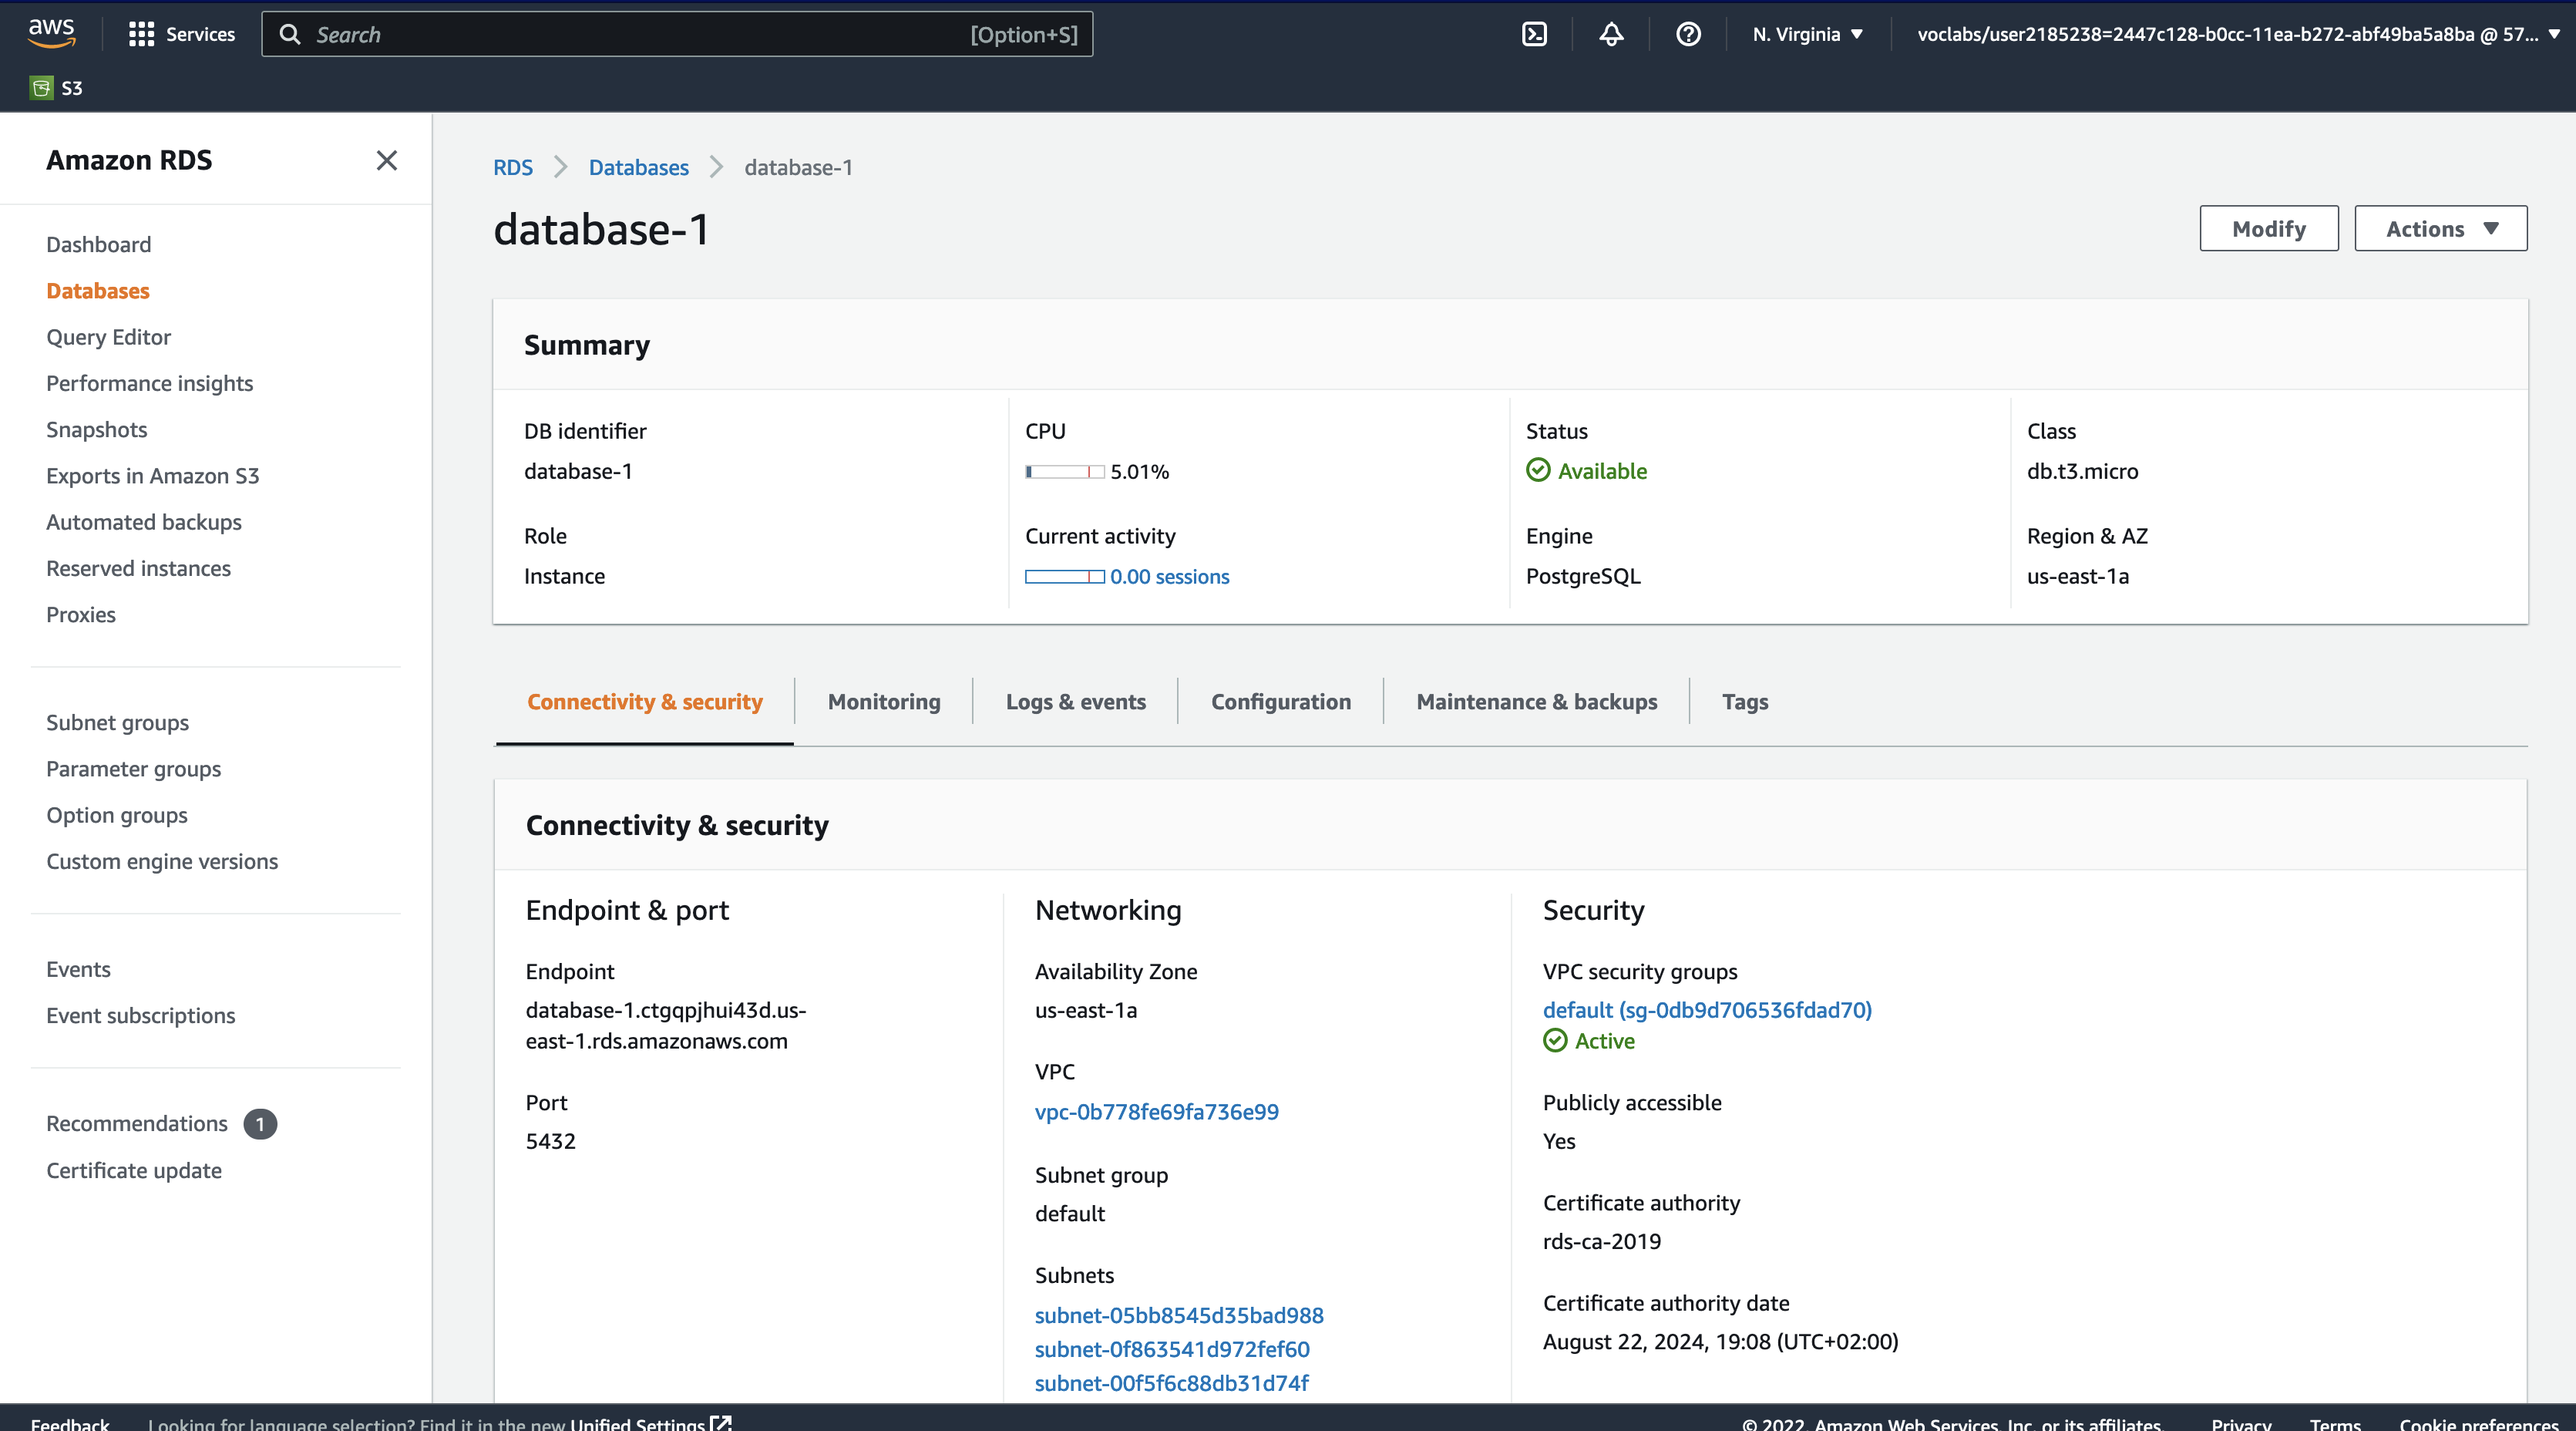 aws
Services
Search
[Option+S]
N. Virginia
voclabs/user2185238=2447c128-b0cc-11ea-b272-abf49ba5a8ba @ 57...
S3
Amazon RDS
Dashboard
Databases
Query Editor
Performance insights
Snapshots
Exports in Amazon S3
Automated backups
Reserved instances
Proxies
Subnet groups
Parameter groups
Option groups
Custom engine versions
Events
Event subscriptions
Recommendations 1
Certificate update
RDS > Databases > database-1
database-1
Modify
Actions
Summary
DB identifier
database-1
CPU
5.01%
Status
Available
Class
db.t3.micro
Role
Instance
Current activity
0.00 sessions
Engine
PostgreSQL
Region & AZ
us-east-1a
Connectivity & security
Monitoring
Logs & events
Configuration
Maintenance & backups
Tags
Connectivity & security
Endpoint & port
Endpoint
database-1.ctgqpjhui43d.us-
east-1.rds.amazonaws.com
Port
5432
Networking
Availability Zone
us-east-1a
VPC
vpc-0b778fe69fa736e99
Subnet group
default
Subnets
subnet-05bb8545d35bad988
subnet-0f863541d972fef60
subnet-00f5f6c88db31d74f
Security
VPC security groups
default (sg-0db9d706536fdad70)
Active
Publicly accessible
Yes
Certificate authority
rds-ca-2019
Certificate authority date
August 22, 2024, 19:08 (UTC+02:00)
Feedback
Looking for language selection? Find it in the new Unified Settings
© 2022, Amazon Web Services, Inc. or its affiliates.
Privacy
Terms
Cookie preferences